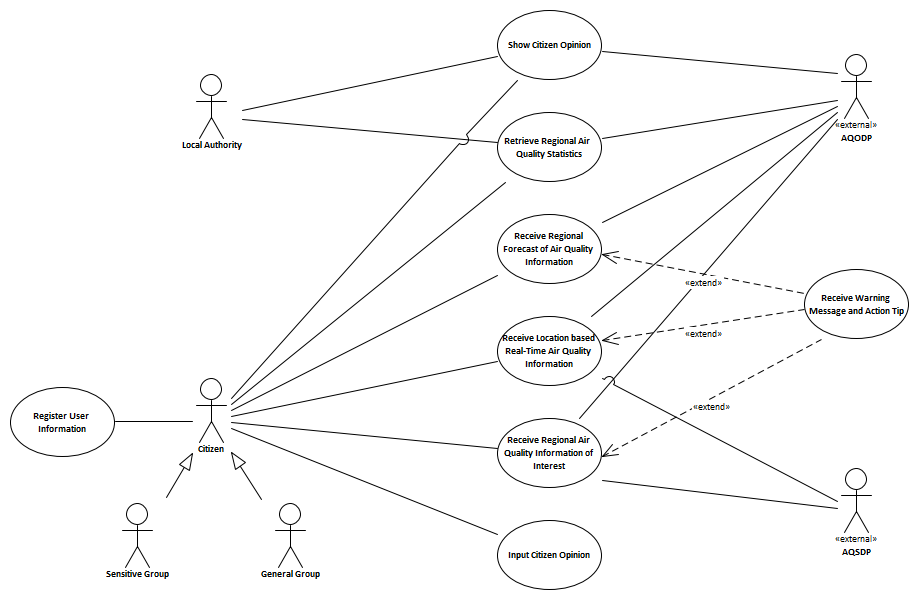 Show Citizen Opinion
Local Authority
«external»
AQODP
Retrieve Regional Air
Quality Statistics
Receive Regional
Forecast of Air Quality
Information
«extend»
Receive Warning
Message and Action Tip
«extend»
Receive Location based
Real-Time Air Quality
Information
«extend»
Register User
Information
Citizen
Receive Regional Air
Quality Information of
Interest
«external»
AQSDP
Input Citizen Opinion
Sensitive Group
General Group